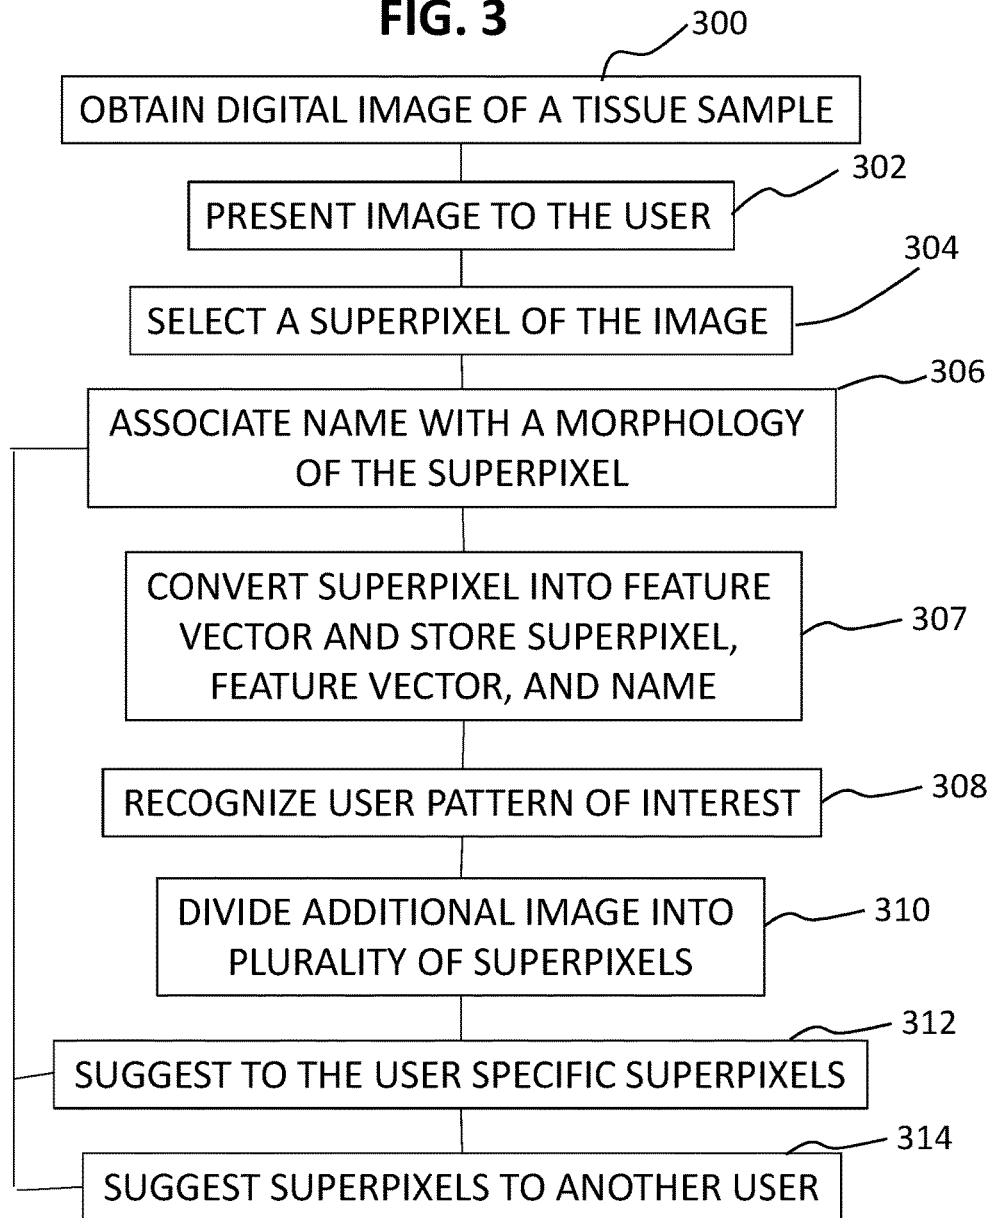 FIG. 3
300
OBTAIN DIGITAL IMAGE OF A TISSUE SAMPLE
302
PRESENT IMAGE TO THE USER
304
SELECT A SUPERPIXEL OF THE IMAGE
306
ASSOCIATE NAME WITH A MORPHOLOGY
OF THE SUPERPIXEL
CONVERT SUPERPIXEL INTO FEATURE
VECTOR AND STORE SUPERPIXEL,
FEATURE VECTOR, AND NAME
307
RECOGNIZE USER PATTERN OF INTEREST
308
DIVIDE ADDITIONAL IMAGE INTO
PLURALITY OF SUPERPIXELS
310
312
SUGGEST TO THE USER SPECIFIC SUPERPIXELS
314
SUGGEST SUPERPIXELS TO ANOTHER USER